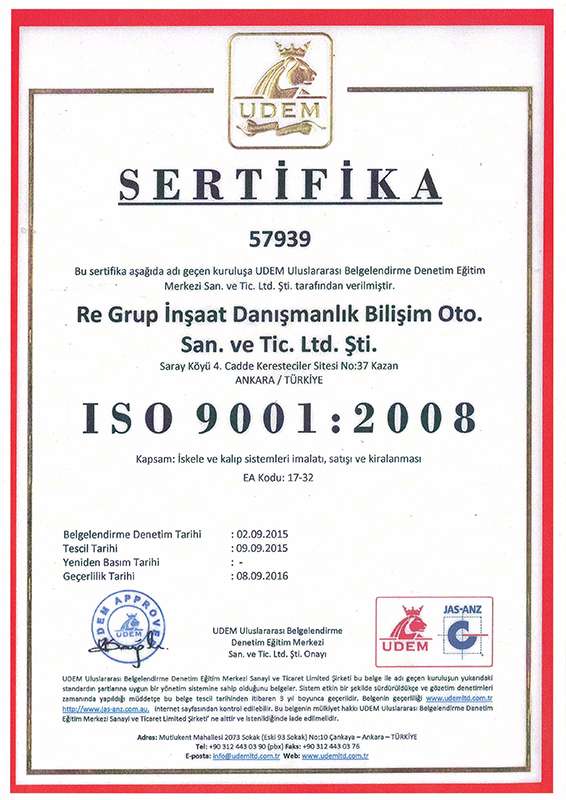 UDEM
SERTİFİKA
57939
Bu sertifika aşağıda adı geçen kuruluşa UDEM Uluslararası Belgelendirme Denetim Eğitim
Merkezi San. ve Tic. Ltd. Şti. tarafından verilmiştir.
Re Grup İnşaat Danışmanlık Bilişim Oto.
San. ve Tic. Ltd. Şti.
Saray Köyü 4. Cadde Keresteciler Sitesi No:37 Kazan
ANKARA / TÜRKİYE
ISO 9001:2008
Kapsam: İskele ve kalıp sistemleri imalatı, satışı ve kiralanması
EA Kodu: 17-32
Belgelendirme Denetim Tarihi : 02.09.2015
Tescil Tarihi : 09.09.2015
Yeniden Basım Tarihi : -
Geçerlilik Tarihi : 08.09.2016
UDEM APPROVE
UDEM
UDEM Uluslararası Belgelendirme
Denetim Eğitim Merkezi
San. ve Tic. Ltd. Şti. Onayı
UDEM
JAS-ANZ
UDEM Uluslararası Belgelendirme Denetim Eğitim Merkezi Sanayi ve Ticaret Limited Şirketi bu belge ile adı geçen kuruluşun yukarıdaki
standardın şartlarına uygun bir yönetim sistemine sahip olduğunu belgeler. Sistem etkin bir şekilde sürdürüldükçe ve gözetim denetimleri
zamanında yapıldığı müddetçe bu belge tescil tarihinden itibaren 3 yıl boyunca geçerlidir. Belgenin geçerliliği www.udemltd.com.tr
http://www.jas-anz.com.au, internet sayfasından kontrol edilebilir. Bu belgenin mülkiyet hakkı UDEM Uluslararası Belgelendirme Denetim
Eğitim Merkezi Sanayi ve Ticaret Limited Şirketi' ne aittir ve istenildiğinde iade edilmelidir.
Adres: Mutlukent Mahallesi 2073 Sokak (Eski 93 Sokak) No:10 Çankaya – Ankara – TÜRKİYE
Tel: +90 312 443 03 90 (pbx) Faks: +90 312 443 03 76
E-posta: info@udemltd.com.tr Web: www.udemltd.com.tr